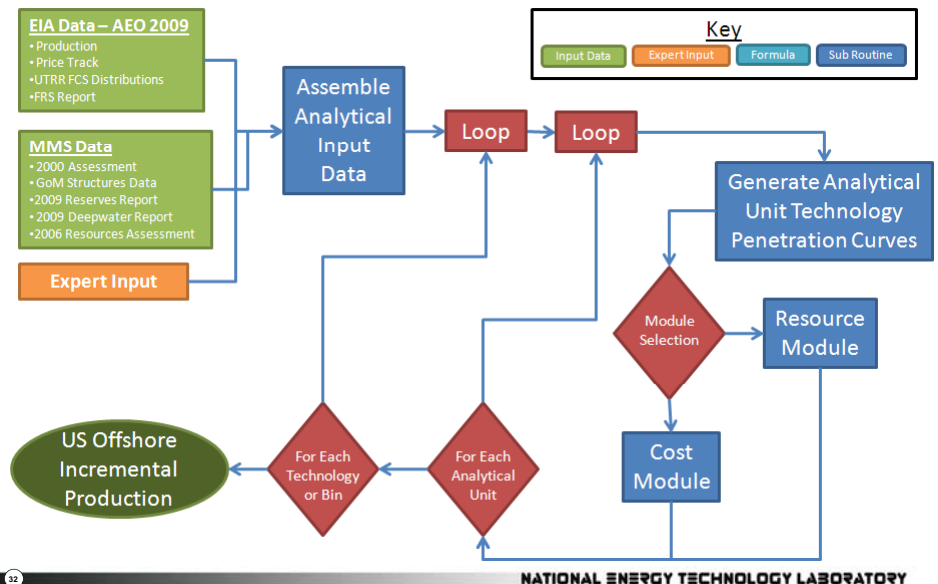 EIA Data – AEO 2009
•Production
•Price Track
•UTRR FCS Distributions
•FRS Report
MMS Data
•2000 Assessment
•GoM Structures Data
•2009 Reserves Report
•2009 Deepwater Report
•2006 Resources Assessment
Expert Input
Assemble
Analytical
Input
Data
Loop
Loop
Key
Input Data
Expert Input
Formula
Sub Routine
Generate Analytical
Unit Technology
Penetration Curves
Module
Selection
Resource
Module
Cost
Module
For Each
Analytical
Unit
For Each
Technology
or Bin
US Offshore
Incremental
Production
32
NATIONAL ENERGY TECHNOLOGY LABORATORY